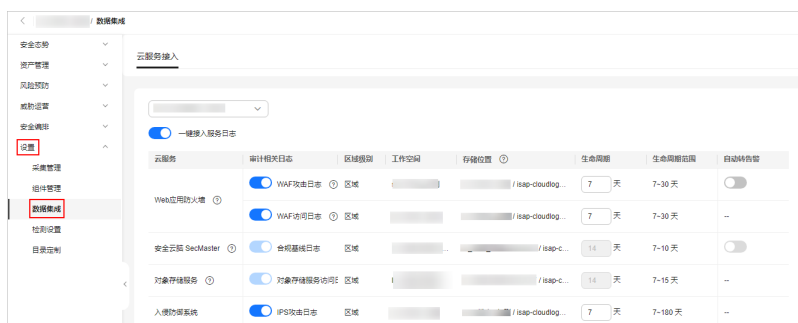 / 数据集成
安全态势
资产管理
风险预防
威胁运营
安全编排
设置
采集管理
组件管理
数据集成
检测设置
目录定制
云服务接入
一键接入服务日志
云服务 审计相关日志 区域级别 工作空间 存储位置 生命周期 生命周期范围 自动转告警
Web应用防火墙
WAF攻击日志 区域 / isap-cloudlog... 7 天 7~30 天
WAF访问日志 区域 / isap-cloudlog... 7 天 7~30 天 --
安全云脑 SecMaster 合规基线日志 区域 / isap-c... 14 天 7~10 天
对象存储服务 对象存储服务访问日 区域 / isap-c... 14 天 7~15 天 --
入侵防御系统 IPS攻击日志 区域 / isap-cloudlog... 7 天 7~180 天 --